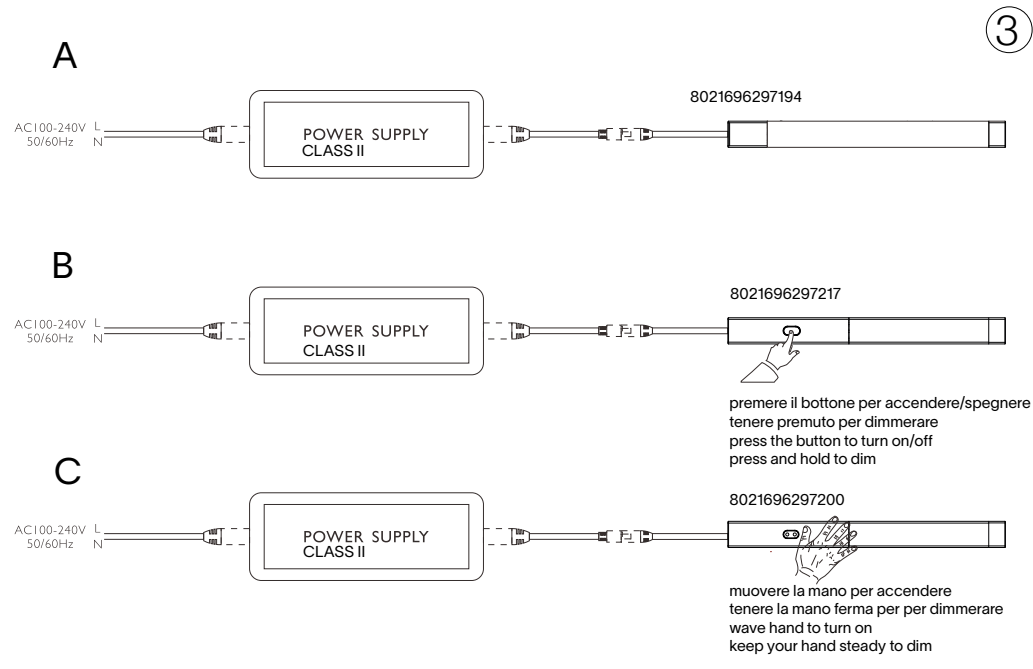 3
A
8021696297194
AC100-240V L
50/60Hz N
POWER SUPPLY
CLASS II
B
8021696297217
AC100-240V L
50/60Hz N
POWER SUPPLY
CLASS II
premere il bottone per accendere/spegnere
tenere premuto per dimmerare
press the button to turn on/off
press and hold to dim
C
8021696297200
AC100-240V L
50/60Hz N
POWER SUPPLY
CLASS II
muovere la mano per accendere
tenere la mano ferma per per dimmerare
wave hand to turn on
keep your hand steady to dim